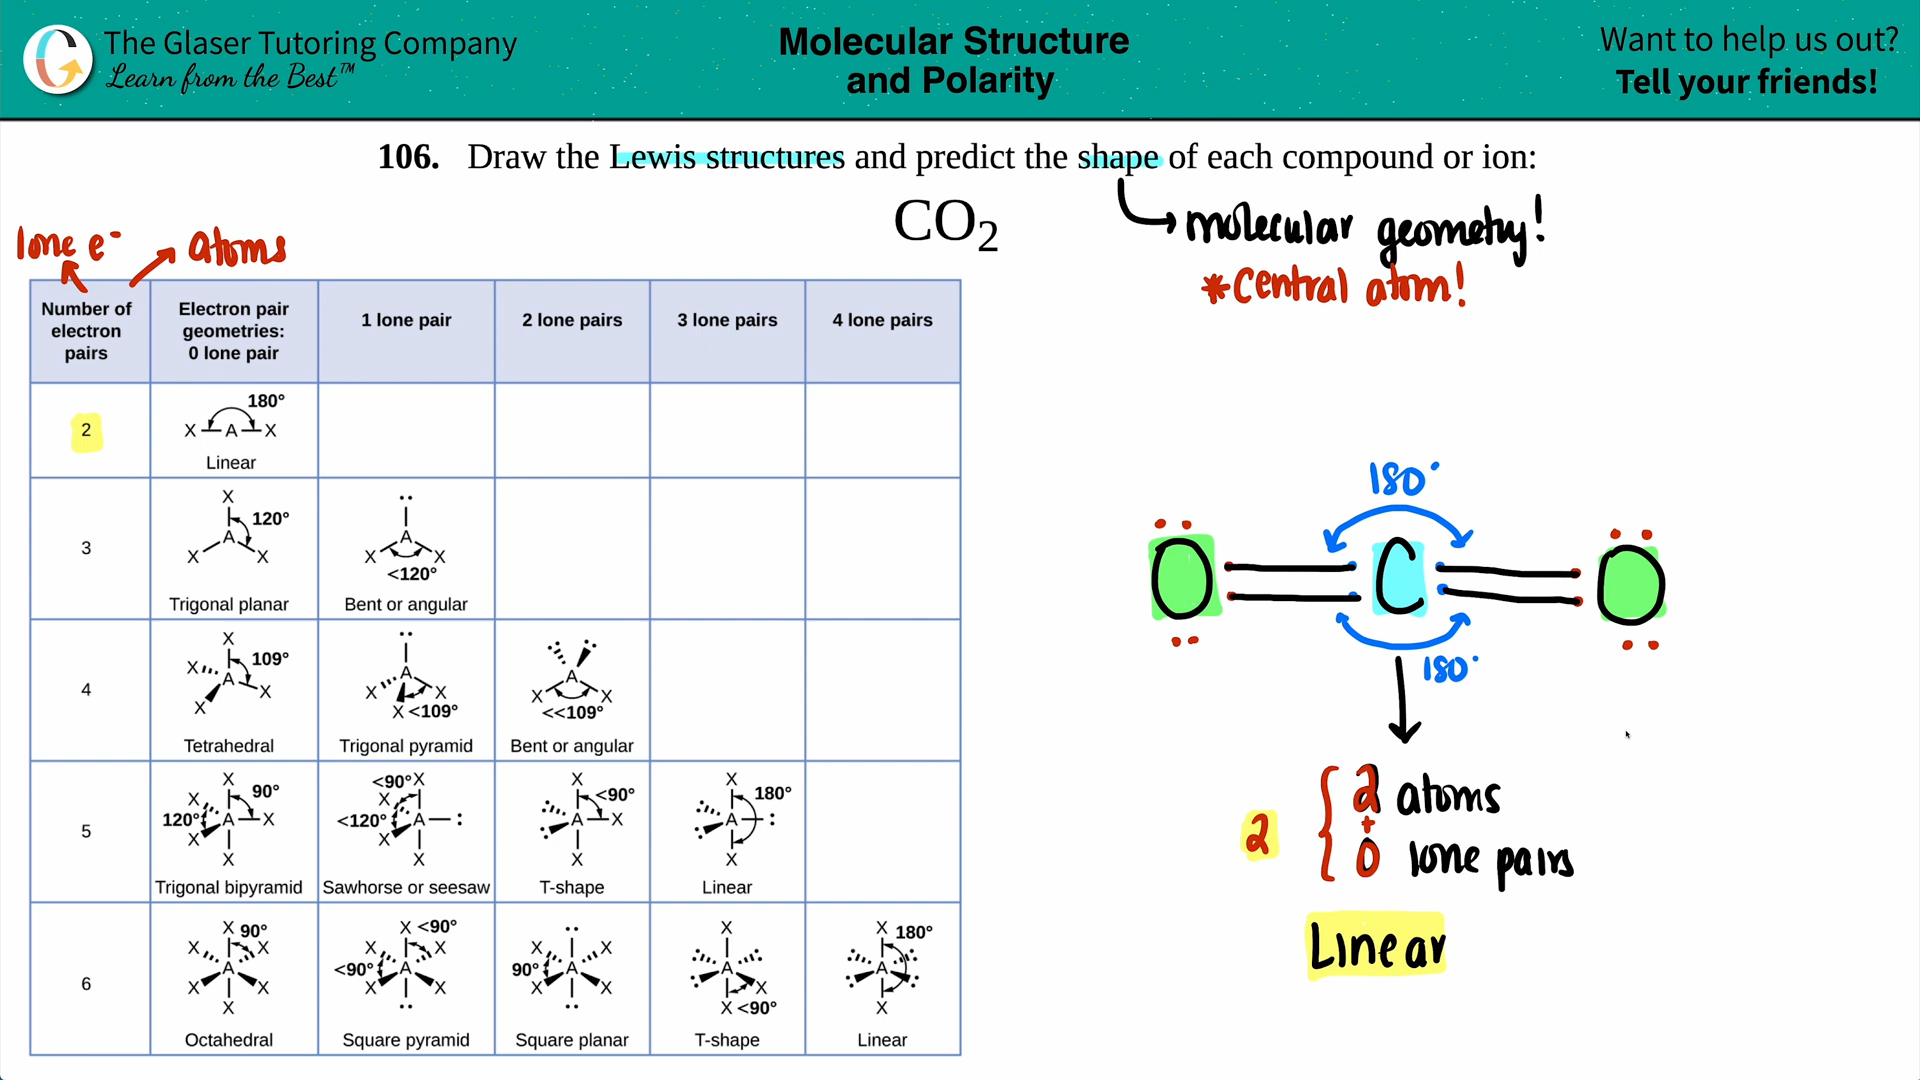 The Glaser Tutoring Company
Learn from the Best™
Molecular Structure
and Polarity
Want to help us out?
Tell your friends!
106. Draw the Lewis structures and predict the shape of each compound or ion:
CO₂
molecular geometry!
*Central atom!
lone e⁻
atoms
Number of
electron
pairs
Electron pair
geometries:
0 lone pair
1 lone pair
2 lone pairs
3 lone pairs
4 lone pairs
2
180°
X A X
Linear
3
X
120°
A
X X
Trigonal planar
A
X X
<120°
Bent or angular
4
X
109°
X A
X
X
Tetrahedral
A
X X
X <109°
Trigonal pyramid
A
X X
<<109°
Bent or angular
5
X
90°
X
120° A X
X
X
Trigonal bipyramid
<90° X
X
<120° A
X
X
Sawhorse or seesaw
X
<90°
A X
X
T-shape
X
180°
A
X
Linear
6
X 90°
X X
A
X X
X
Octahedral
X <90°
X X
<90° A
X X
Square pyramid
X X
90° A
X X
Square planar
X
A
X
X <90°
T-shape
X 180°
A
X
Linear
180°
O C O
180°
2 atoms
+
2
0 lone pairs
Linear